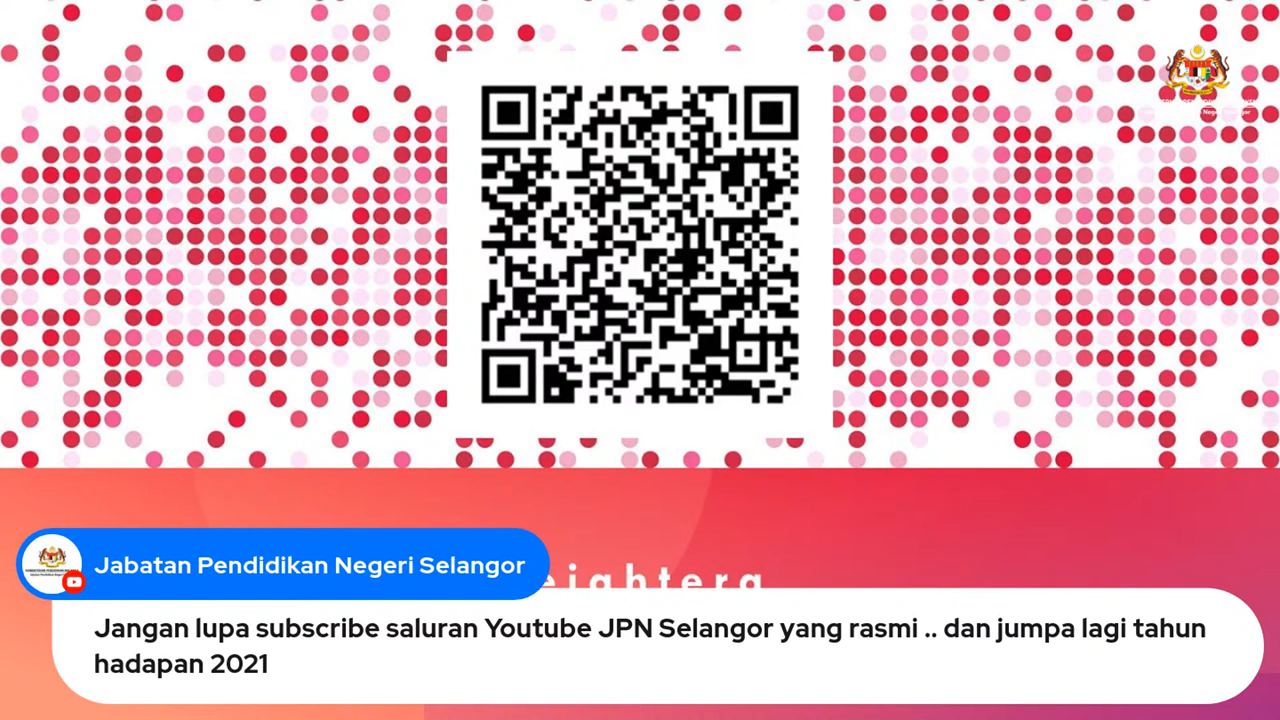 Jabatan Pendidikan Negeri Selangor
Jangan lupa subscribe saluran Youtube JPN Selangor yang rasmi .. dan jumpa lagi tahun
hadapan 2021